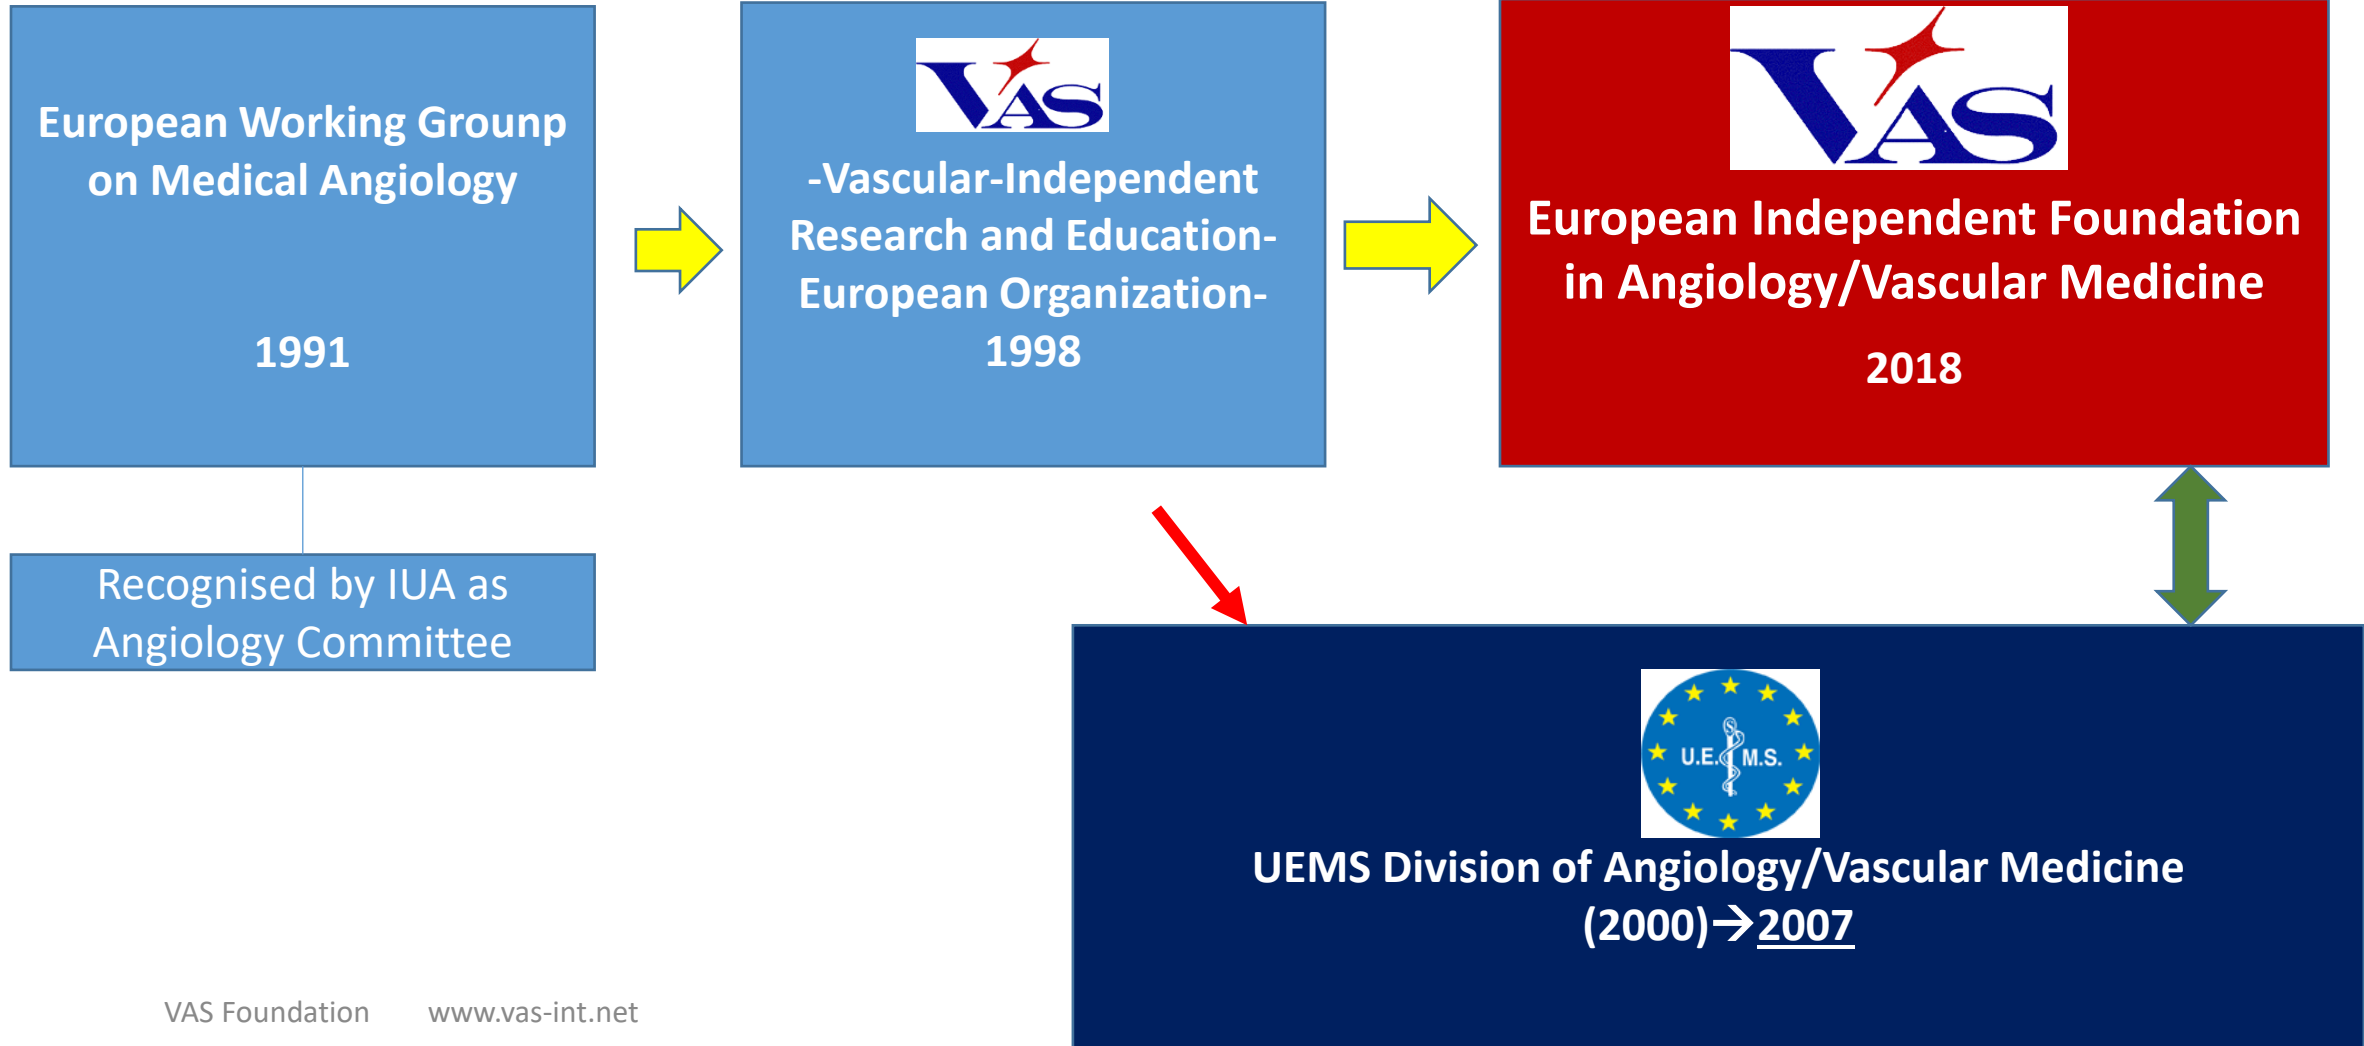 European Working Grounp
on Medical Angiology
1991
Recognised by IUA as
Angiology Committee
VAS
-Vascular-Independent
Research and Education-
European Organization-
1998
VAS
European Independent Foundation
in Angiology/Vascular Medicine
2018
U.E. M.S.
UEMS Division of Angiology/Vascular Medicine
(2000)→2007
VAS Foundation www.vas-int.net